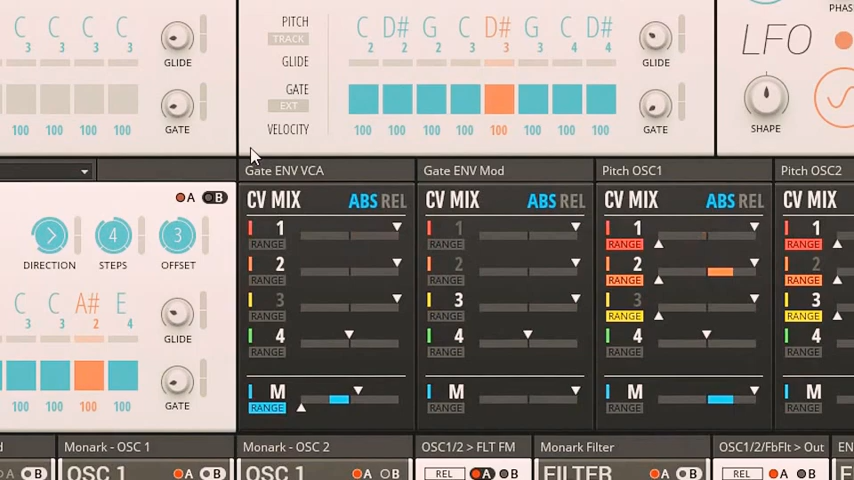 C C C C PITCH C D# G C D# G C D# PHAS
3 3 3 3 TRACK 2 2 2 3 3 3 4 4 LFO
GLIDE GLIDE GLIDE
GATE
EXT
100 100 100 100 GATE VELOCITY 100 100 100 100 100 100 100 100 GATE SHAPE
Gate ENV VCA Gate ENV Mod Pitch OSC1 Pitch OSC2
A B CV MIX ABS REL CV MIX ABS REL CV MIX ABS REL CV MIX
1 1 1 1
RANGE RANGE RANGE RANGE
4 3 2 2 2 2
DIRECTION STEPS OFFSET RANGE RANGE RANGE RANGE
C C A# E 3 3 3 3
3 3 2 4 GLIDE RANGE RANGE RANGE RANGE
4 4 4 4
RANGE RANGE RANGE RANGE
M M M M
100 100 100 100 GATE RANGE RANGE RANGE RANGE
d Monark - OSC 1 Monark - OSC 2 OSC1/2 > FLT FM Monark Filter OSC1/2/FbFlt > Out EN
A B OSC 1 A B OSC 1 A B REL A B FILTER A B REL A B